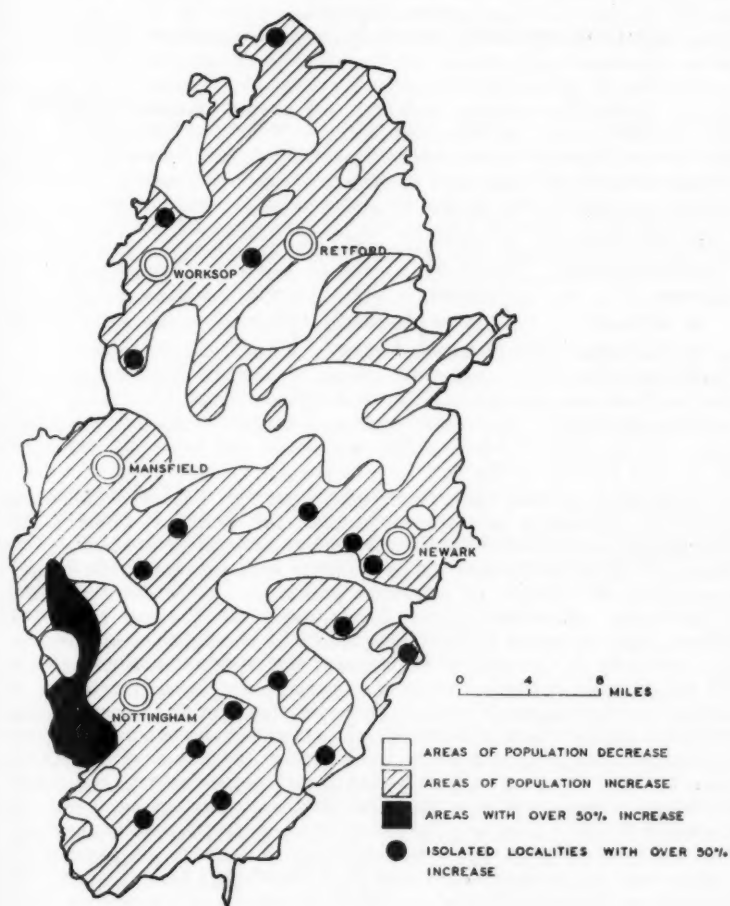 RETFORD
WORKSOP
MANSFIELD
NEWARK
0 4 8
MILES
NOTTINGHAM
AREAS OF POPULATION DECREASE
AREAS OF POPULATION INCREASE
AREAS WITH OVER 50% INCREASE
ISOLATED LOCALITIES WITH OVER 50%
INCREASE